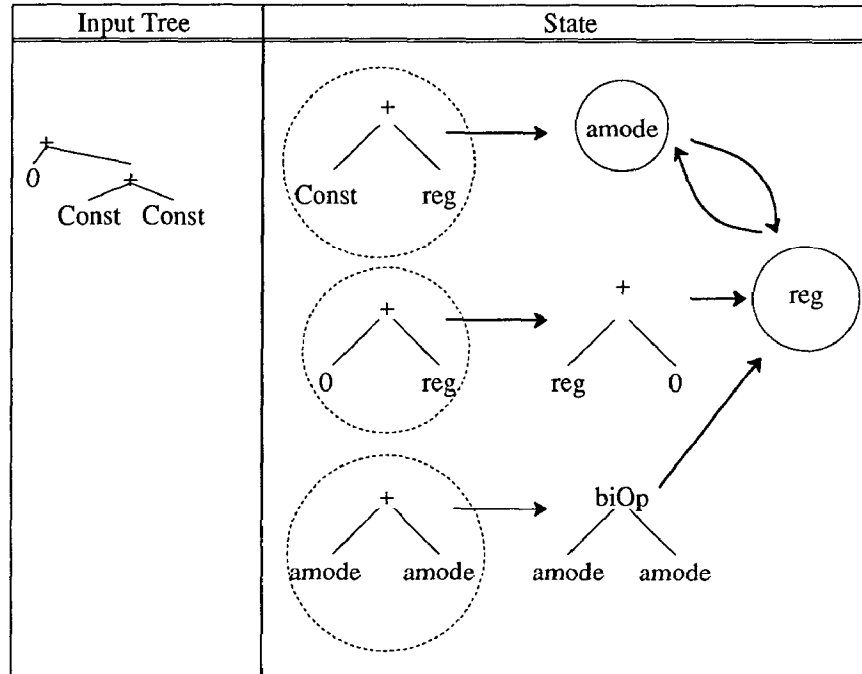 Input Tree
State
+
0
+
Const Const
+
Const reg
amode
reg
+
0 reg
+
reg 0
+
amode amode
biOp
amode amode